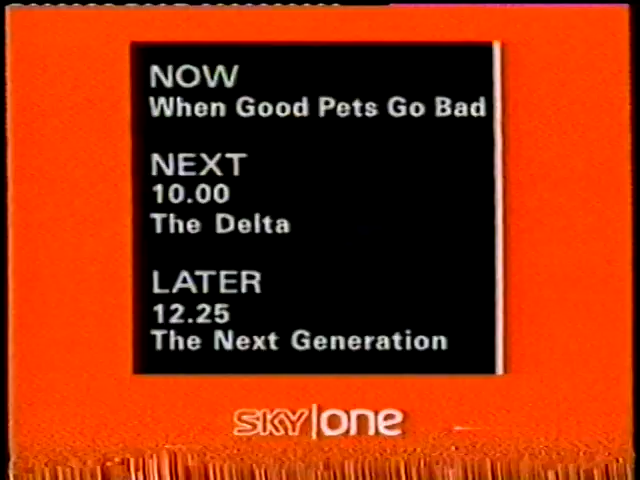 NOW
When Good Pets Go Bad
NEXT
10.00
The Delta
LATER
12.25
The Next Generation
SKY|one